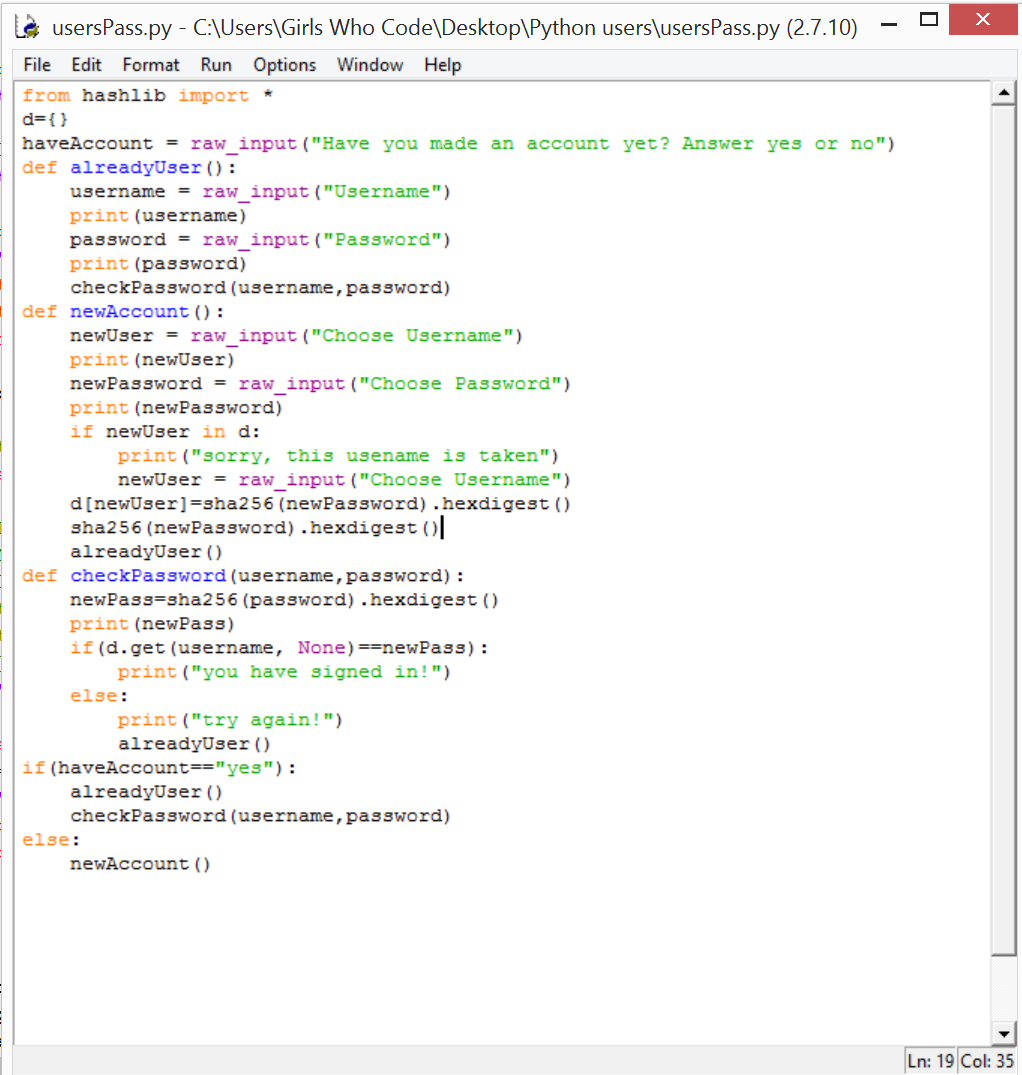 usersPass.py - C:\Users\Girls Who Code\Desktop\Python users\usersPass.py (2.7.10)
File Edit Format Run Options Window Help
from hashlib import *
d={}
haveAccount = raw_input("Have you made an account yet? Answer yes or no")
def alreadyUser():
    username = raw_input("Username")
    print(username)
    password = raw_input("Password")
    print(password)
    checkPassword(username,password)
def newAccount():
    newUser = raw_input("Choose Username")
    print(newUser)
    newPassword = raw_input("Choose Password")
    print(newPassword)
    if newUser in d:
        print("sorry, this usename is taken")
        newUser = raw_input("Choose Username")
    d[newUser]=sha256(newPassword).hexdigest()
    sha256(newPassword).hexdigest()
    alreadyUser()
def checkPassword(username,password):
    newPass=sha256(password).hexdigest()
    print(newPass)
    if(d.get(username, None)==newPass):
        print("you have signed in!")
    else:
        print("try again!")
        alreadyUser()
if(haveAccount=="yes"):
    alreadyUser()
    checkPassword(username,password)
else:
    newAccount()
Ln: 19 Col: 35